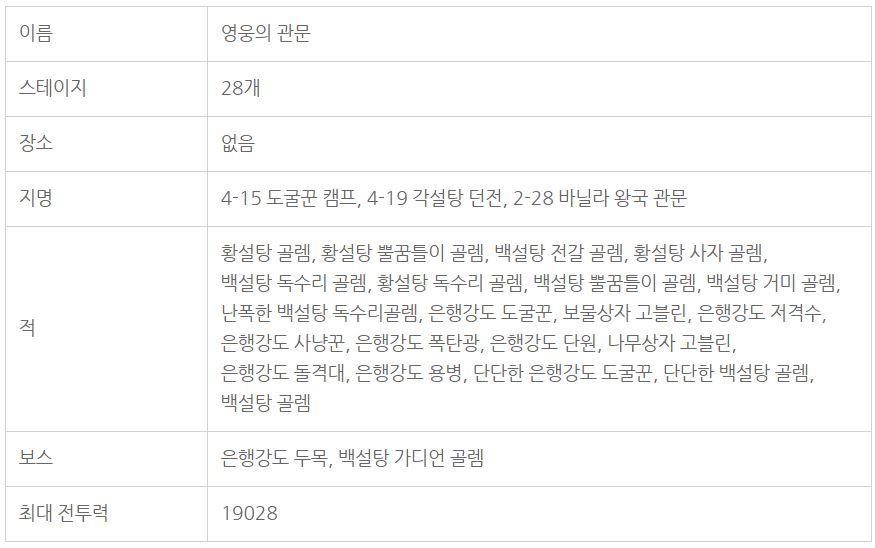 이름 영웅의 관문
스테이지 28개
장소 없음
지명 4-15 도굴꾼 캠프, 4-19 각설탕 던전, 2-28 바닐라 왕국 관문
적 황설탕 골렘, 황설탕 뿔꿈틀이 골렘, 백설탕 전갈 골렘, 황설탕 사자 골렘,
백설탕 독수리 골렘, 황설탕 독수리 골렘, 백설탕 뿔꿈틀이 골렘, 백설탕 거미 골렘,
난폭한 백설탕 독수리골렘, 은행강도 도굴꾼, 보물상자 고블린, 은행강도 저격수,
은행강도 사냥꾼, 은행강도 폭탄광, 은행강도 단원, 나무상자 고블린,
은행강도 돌격대, 은행강도 용병, 단단한 은행강도 도굴꾼, 단단한 백설탕 골렘,
백설탕 골렘
보스 은행강도 두목, 백설탕 가디언 골렘
최대 전투력 19028